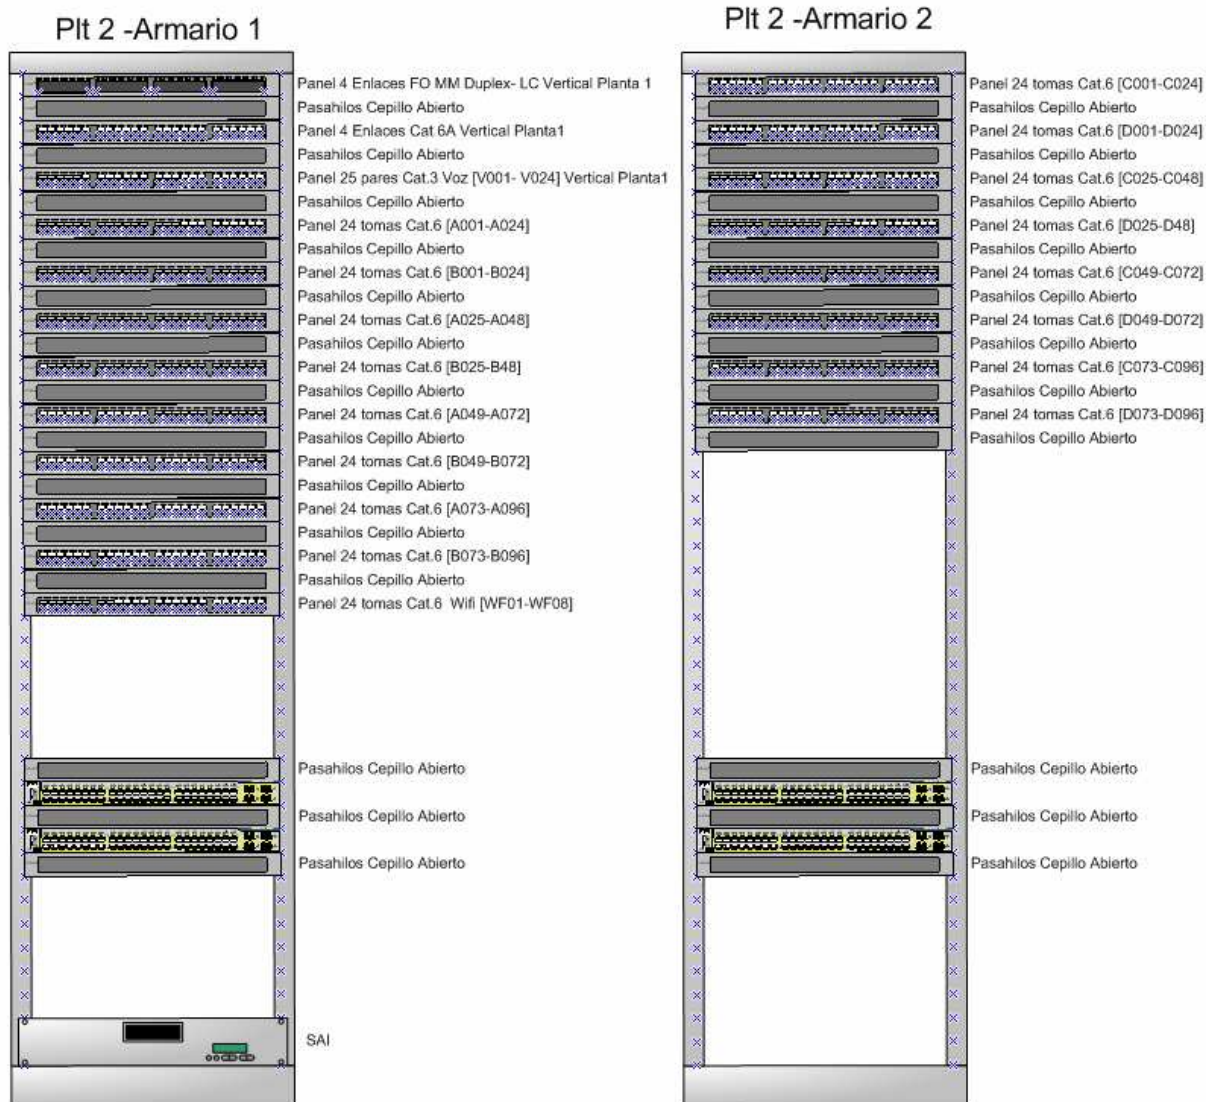 Plt 2 -Armario 1
Panel 4 Enlaces FO MM Duplex- LC Vertical Planta 1
Pasahilos Cepillo Abierto
Panel 4 Enlaces Cat 6A Vertical Planta1
Pasahilos Cepillo Abierto
Panel 25 pares Cat.3 Voz [V001- V024] Vertical Planta1
Pasahilos Cepillo Abierto
Panel 24 tomas Cat.6 [A001-A024]
Pasahilos Cepillo Abierto
Panel 24 tomas Cat.6 [B001-B024]
Pasahilos Cepillo Abierto
Panel 24 tomas Cat.6 [A025-A048]
Pasahilos Cepillo Abierto
Panel 24 tomas Cat.6 [B025-B48]
Pasahilos Cepillo Abierto
Panel 24 tomas Cat.6 [A049-A072]
Pasahilos Cepillo Abierto
Panel 24 tomas Cat.6 [B049-B072]
Pasahilos Cepillo Abierto
Panel 24 tomas Cat.6 [A073-A096]
Pasahilos Cepillo Abierto
Panel 24 tomas Cat.6 [B073-B096]
Pasahilos Cepillo Abierto
Panel 24 tomas Cat.6 Wifi [WF01-WF08]
Pasahilos Cepillo Abierto
Pasahilos Cepillo Abierto
Pasahilos Cepillo Abierto
SAI
Plt 2 -Armario 2
Panel 24 tomas Cat.6 [C001-C024]
Pasahilos Cepillo Abierto
Panel 24 tomas Cat.6 [D001-D024]
Pasahilos Cepillo Abierto
Panel 24 tomas Cat.6 [C025-C048]
Pasahilos Cepillo Abierto
Panel 24 tomas Cat.6 [D025-D48]
Pasahilos Cepillo Abierto
Panel 24 tomas Cat.6 [C049-C072]
Pasahilos Cepillo Abierto
Panel 24 tomas Cat.6 [D049-D072]
Pasahilos Cepillo Abierto
Panel 24 tomas Cat.6 [C073-C096]
Pasahilos Cepillo Abierto
Panel 24 tomas Cat.6 [D073-D096]
Pasahilos Cepillo Abierto
Pasahilos Cepillo Abierto
Pasahilos Cepillo Abierto
Pasahilos Cepillo Abierto